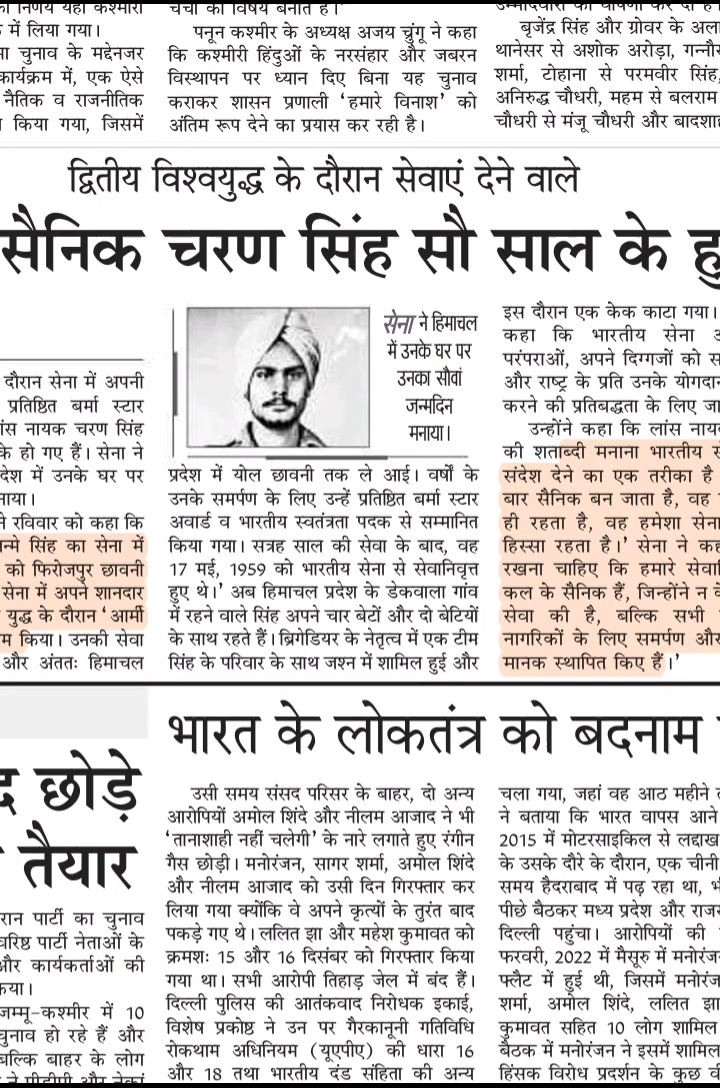 में लिया गया।
चुनाव के मद्देनजर
कार्यक्रम में, एक ऐसे
नैतिक व राजनीतिक
किया गया, जिसमें
चर्चा का विषय बनाते हैं।'
पनून कश्मीर के अध्यक्ष अजय च्रुंगू ने कहा
कि कश्मीरी हिंदुओं के नरसंहार और जबरन
विस्थापन पर ध्यान दिए बिना यह चुनाव
कराकर शासन प्रणाली 'हमारे विनाश' को
अंतिम रूप देने का प्रयास कर रही है।
बृजेंद्र सिंह और ग्रोवर के
थानेसर से अशोक अरोड़ा,
शर्मा, टोहाना से परमवीर सिंह,
अनिरुद्ध चौधरी, महम से बलराम
चौधरी से मंजू चौधरी और
द्वितीय विश्वयुद्ध के दौरान सेवाएं देने वाले
सैनिक चरण सिंह सौ साल के
दौरान सेना में अपनी
प्रतिष्ठित बर्मा स्टार
नायक चरण सिंह
के हो गए हैं। सेना ने
में उनके घर पर
ने रविवार को कहा कि
सिंह का सेना में
को फिरोजपुर छावनी
सेना में अपने शानदार
युद्ध के दौरान 'आर्मी
किया। उनकी सेवा
और अंततः हिमाचल
सेना ने हिमाचल
में उनके घर पर
उनका सौवां
जन्मदिन
मनाया।
प्रदेश में योल छावनी तक ले आई। वर्षों के
उनके समर्पण के लिए उन्हें प्रतिष्ठित बर्मा स्टार
अवार्ड व भारतीय स्वतंत्रता पदक से सम्मानित
किया गया। सत्रह साल की सेवा के बाद, वह
17 मई, 1959 को भारतीय सेना से सेवानिवृत्त
हुए थे।' अब हिमाचल प्रदेश के डेकवाला गांव
में रहने वाले सिंह अपने चार बेटों और दो बेटियों
के साथ रहते हैं। ब्रिगेडियर के नेतृत्व में एक टीम
सिंह के परिवार के साथ जश्न में शामिल हुई और
इस दौरान एक केक काटा गया।
कहा कि भारतीय सेना
परंपराओं, अपने दिग्गजों को
और राष्ट्र के प्रति उनके
करने की प्रतिबद्धता के लिए
उन्होंने कहा कि लांस
की शताब्दी मनाना भारतीय
संदेश देने का एक तरीका है
बार सैनिक बन जाता है, वह
ही रहता है, वह हमेशा सेना
हिस्सा रहता है।' सेना ने
रखना चाहिए कि हमारे
कल के सैनिक हैं, जिन्होंने न
सेवा की है, बल्कि सभी
नागरिकों के लिए समर्पण और
मानक स्थापित किए हैं।'
भारत के लोकतंत्र को बदनाम
छोड़े
तैयार
पार्टी का चुनाव
वरिष्ठ पार्टी नेताओं के
और कार्यकर्ताओं की
जम्मू-कश्मीर में 10
चुनाव हो रहे हैं और
बल्कि बाहर के लोग
उसी समय संसद परिसर के बाहर, दो अन्य
आरोपियों अमोल शिंदे और नीलम आजाद ने भी
'तानाशाही नहीं चलेगी' के नारे लगाते हुए रंगीन
गैस छोड़ी। मनोरंजन, सागर शर्मा, अमोल शिंदे
और नीलम आजाद को उसी दिन गिरफ्तार कर
लिया गया क्योंकि वे अपने कृत्यों के तुरंत बाद
पकड़े गए थे। ललित झा और महेश कुमावत को
क्रमशः 15 और 16 दिसंबर को गिरफ्तार किया
गया था। सभी आरोपी तिहाड़ जेल में बंद हैं।
दिल्ली पुलिस की आतंकवाद निरोधक इकाई,
विशेष प्रकोष्ठ ने उन पर गैरकानूनी गतिविधि
रोकथाम अधिनियम (यूएपीए) की धारा 16
और 18 तथा भारतीय दंड संहिता की अन्य
चला गया, जहां वह आठ महीने
ने बताया कि भारत वापस आने
2015 में मोटरसाइकिल से लद्दाख
के उसके दौरे के दौरान, एक चीनी
समय हैदराबाद में पढ़ रहा था,
पीछे बैठकर मध्य प्रदेश और
दिल्ली पहुंचा। आरोपियों की
फरवरी, 2022 में मैसूरु में
फ्लैट में हुई थी, जिसमें
शर्मा, अमोल शिंदे, ललित झा
कुमावत सहित 10 लोग शामिल
बैठक में मनोरंजन ने इसमें शामिल
हिंसक विरोध प्रदर्शन के कुछ